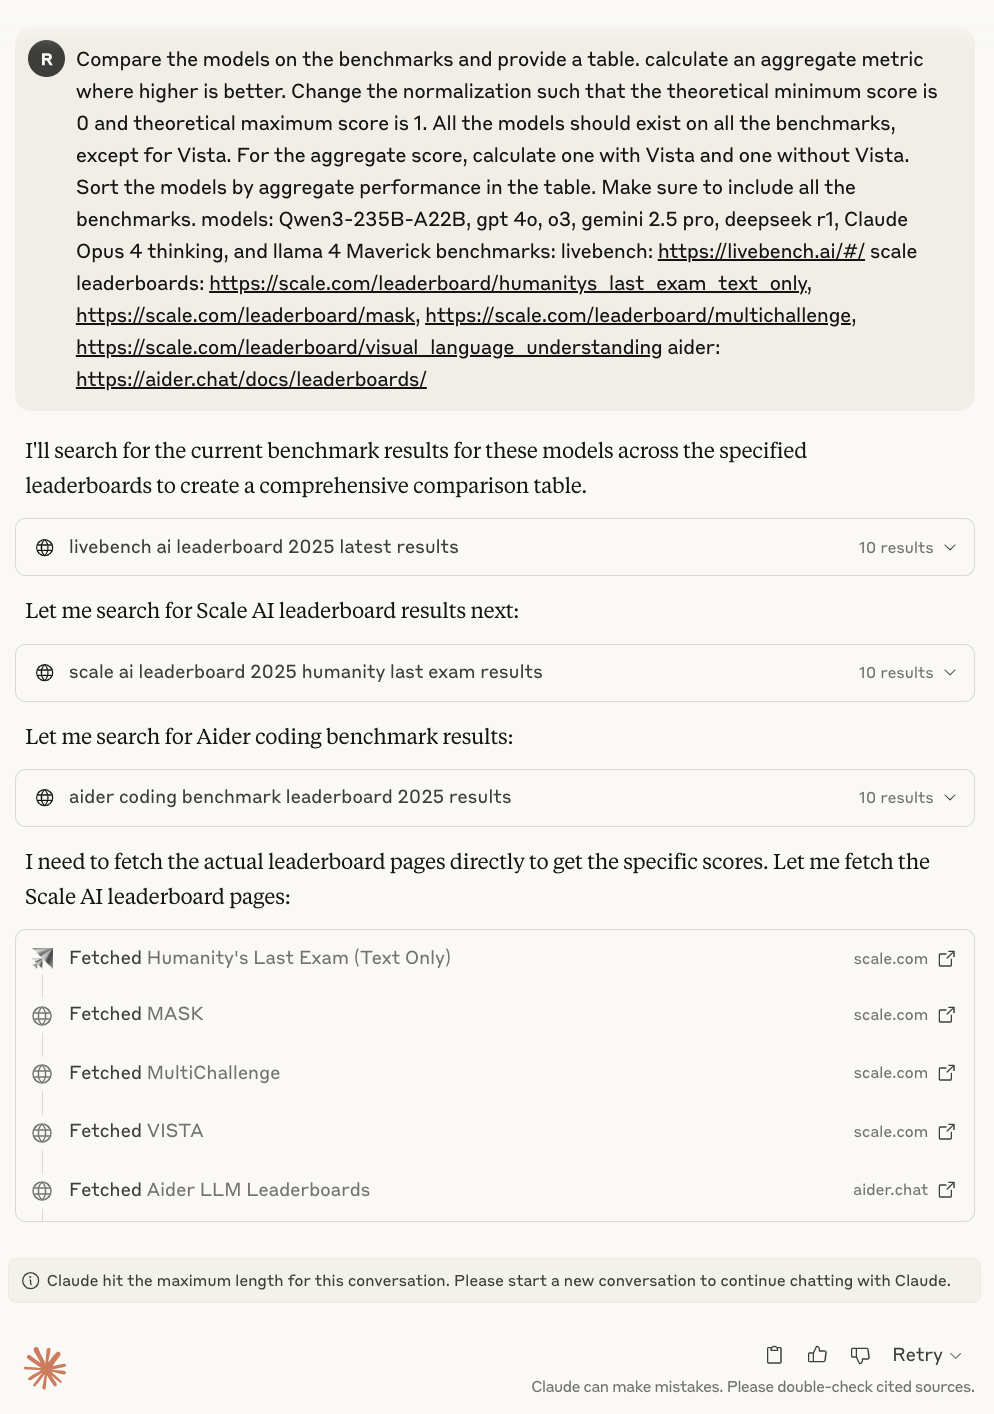 R
Compare the models on the benchmarks and provide a table. calculate an aggregate metric
where higher is better. Change the normalization such that the theoretical minimum score is
0 and theoretical maximum score is 1. All the models should exist on all the benchmarks,
except for Vista. For the aggregate score, calculate one with Vista and one without Vista.
Sort the models by aggregate performance in the table. Make sure to include all the
benchmarks. models: Qwen3-235B-A22B, gpt 4o, o3, gemini 2.5 pro, deepseek r1, Claude
Opus 4 thinking, and llama 4 Maverick benchmarks: livebench: https://livebench.ai/#/ scale
leaderboards: https://scale.com/leaderboard/humanitys_last_exam_text_only,
https://scale.com/leaderboard/mask, https://scale.com/leaderboard/multichallenge,
https://scale.com/leaderboard/visual_language_understanding aider:
https://aider.chat/docs/leaderboards/
I'll search for the current benchmark results for these models across the specified
leaderboards to create a comprehensive comparison table.
livebench ai leaderboard 2025 latest results 10 results
Let me search for Scale AI leaderboard results next:
scale ai leaderboard 2025 humanity last exam results 10 results
Let me search for Aider coding benchmark results:
aider coding benchmark leaderboard 2025 results 10 results
I need to fetch the actual leaderboard pages directly to get the specific scores. Let me fetch the
Scale AI leaderboard pages:
Fetched Humanity's Last Exam (Text Only) scale.com
Fetched MASK scale.com
Fetched MultiChallenge scale.com
Fetched VISTA scale.com
Fetched Aider LLM Leaderboards aider.chat
Claude hit the maximum length for this conversation. Please start a new conversation to continue chatting with Claude.
Retry
Claude can make mistakes. Please double-check cited sources.